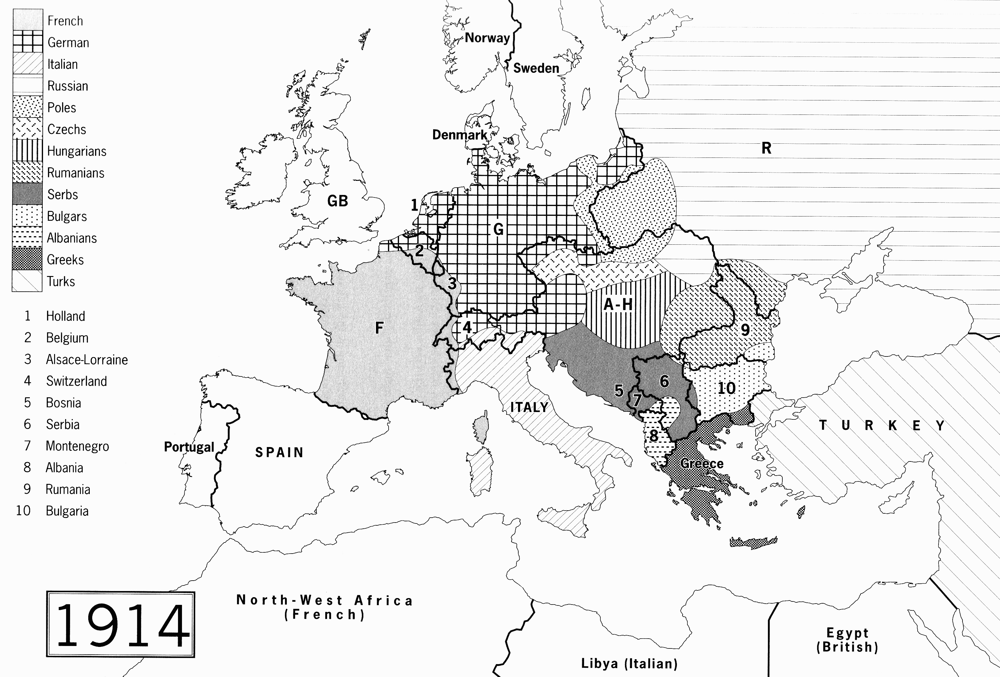 French
German
Italian
Russian
Poles
Czechs
Hungarians
Rumanians
Serbs
Bulgars
Albanians
Greeks
Turks
1 Holland
2 Belgium
3 Alsace-Lorraine
4 Switzerland
5 Bosnia
6 Serbia
7 Montenegro
8 Albania
9 Rumania
10 Bulgaria
1914
Norway
Sweden
Denmark
R
GB
1
G
2
3
A-H
F
4
9
6
5
7
10
ITALY
TURKEY
8
Portugal
SPAIN
Greece
North-West Africa
(French)
Egypt
(British)
Libya (Italian)